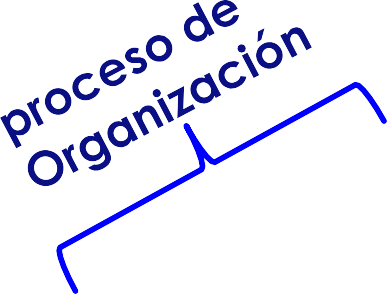 proceso de
Organización